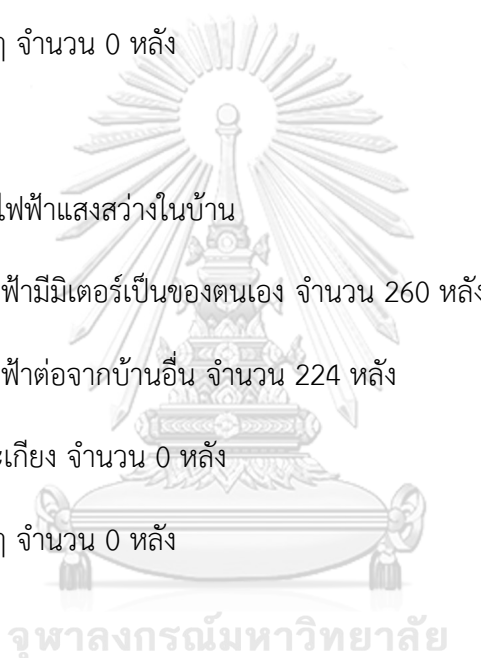 ๆ จำนวน 0 หลัง
ไฟฟ้าแสงสว่างในบ้าน
ฟ้ามีมิเตอร์เป็นของตนเอง จำนวน 260 หลัง
ฟ้าต่อจากบ้านอื่น จำนวน 224 หลัง
ะเกียง จำนวน 0 หลัง
ๆ จำนวน 0 หลัง
จุฬาลงกรณ์มหาวิทยาลัย